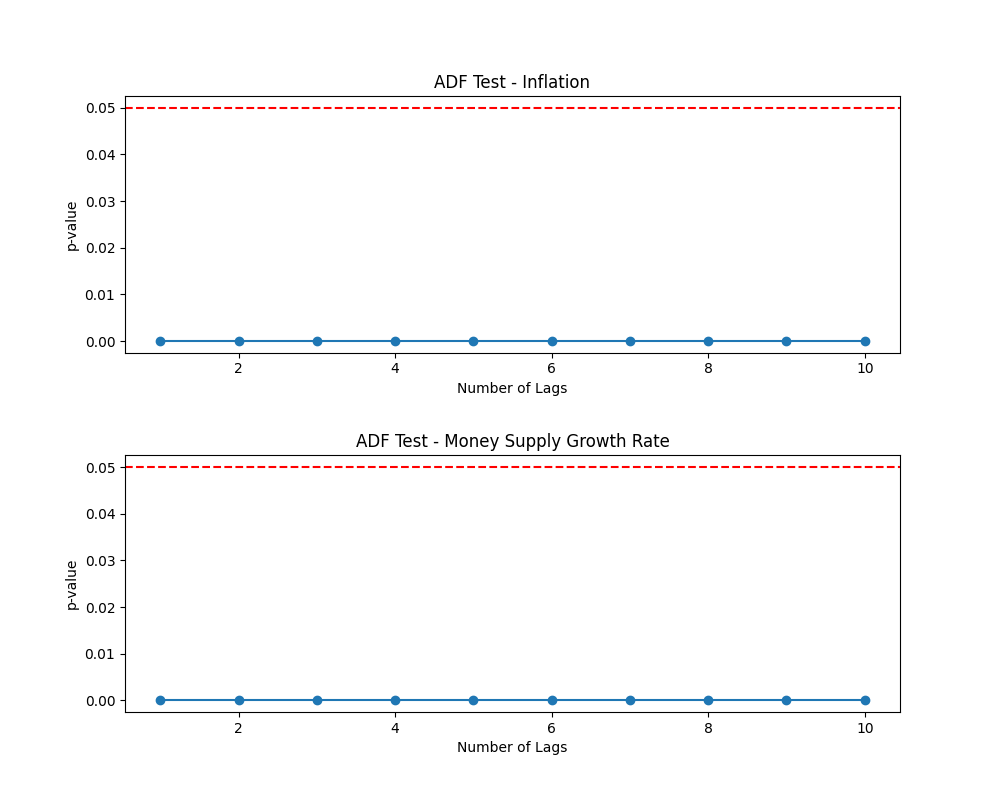 ADF Test - Inflation
0.05
0.04
0.03
0.02
0.01
0.00
p-value
2 4 6 8 10
Number of Lags
ADF Test - Money Supply Growth Rate
0.05
0.04
0.03
0.02
0.01
0.00
p-value
2 4 6 8 10
Number of Lags